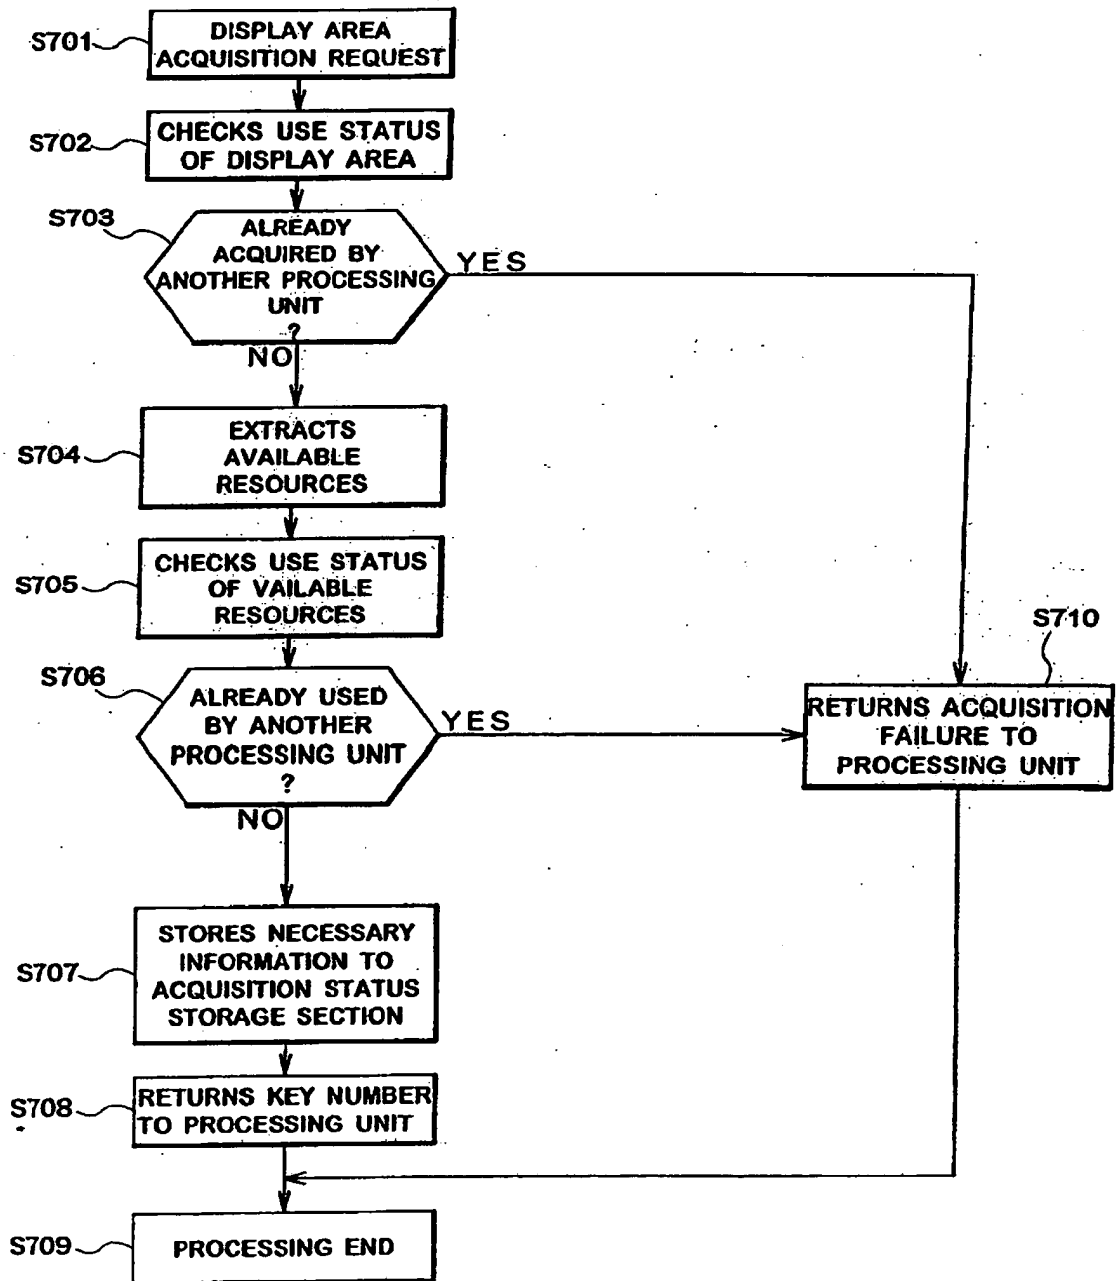 S701
DISPLAY AREA
ACQUISITION REQUEST
S702
CHECKS USE STATUS
OF DISPLAY AREA
S703
ALREADY
ACQUIRED BY
ANOTHER PROCESSING
UNIT
?
YES
NO
S704
EXTRACTS
AVAILABLE
RESOURCES
S705
CHECKS USE STATUS
OF VAILABLE
RESOURCES
S706
ALREADY USED
BY ANOTHER
PROCESSING UNIT
?
YES
NO
S710
RETURNS ACQUISITION
FAILURE TO
PROCESSING UNIT
S707
STORES NECESSARY
INFORMATION TO
ACQUISITION STATUS
STORAGE SECTION
S708
RETURNS KEY NUMBER
TO PROCESSING UNIT
S709
PROCESSING END